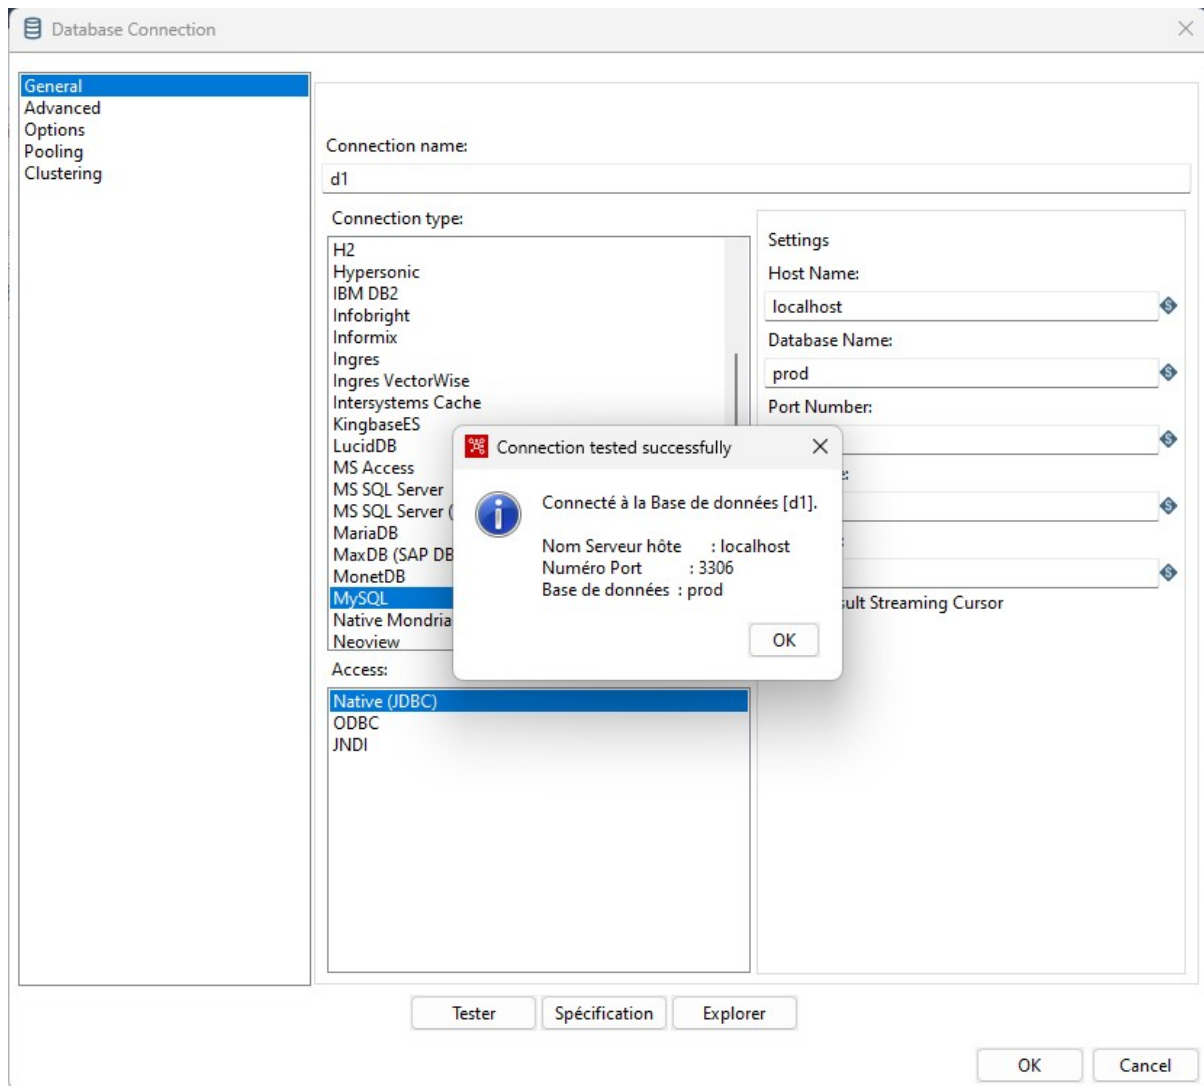 Database Connection
General
Advanced
Options
Pooling
Clustering
Connection name:
d1
Connection type:
H2
Hypersonic
IBM DB2
Infobright
Informix
Ingres
Ingres VectorWise
Intersystems Cache
KingbaseES
LucidDB
MS Access
MS SQL Server
MS SQL Server (
MariaDB
MaxDB (SAP DB
MonetDB
MySQL
Native Mondria
Neoview
Access:
Native (JDBC)
ODBC
JNDI
Settings
Host Name:
localhost
Database Name:
prod
Port Number:
Streaming Cursor
Connection tested successfully
Connecté à la Base de données [d1].
Nom Serveur hôte : localhost
Numéro Port : 3306
Base de données : prod
OK
Tester
Spécification
Explorer
OK
Cancel